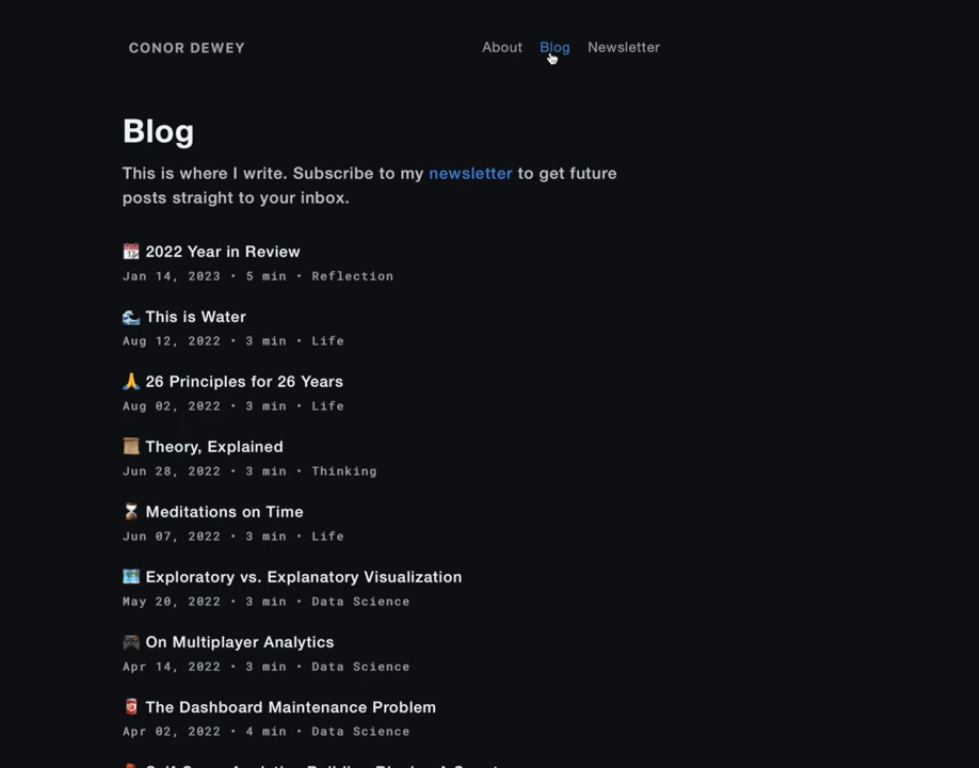 CONOR DEWEY
About Blog Newsletter
Blog
This is where I write. Subscribe to my newsletter to get future
posts straight to your inbox.
2022 Year in Review
Jan 14, 2023 • 5 min • Reflection
This is Water
Aug 12, 2022 • 3 min • Life
26 Principles for 26 Years
Aug 02, 2022 • 3 min • Life
Theory, Explained
Jun 28, 2022 • 3 min • Thinking
Meditations on Time
Jun 07, 2022 • 3 min • Life
Exploratory vs. Explanatory Visualization
May 20, 2022 • 3 min • Data Science
On Multiplayer Analytics
Apr 14, 2022 • 3 min • Data Science
The Dashboard Maintenance Problem
Apr 02, 2022 • 4 min • Data Science